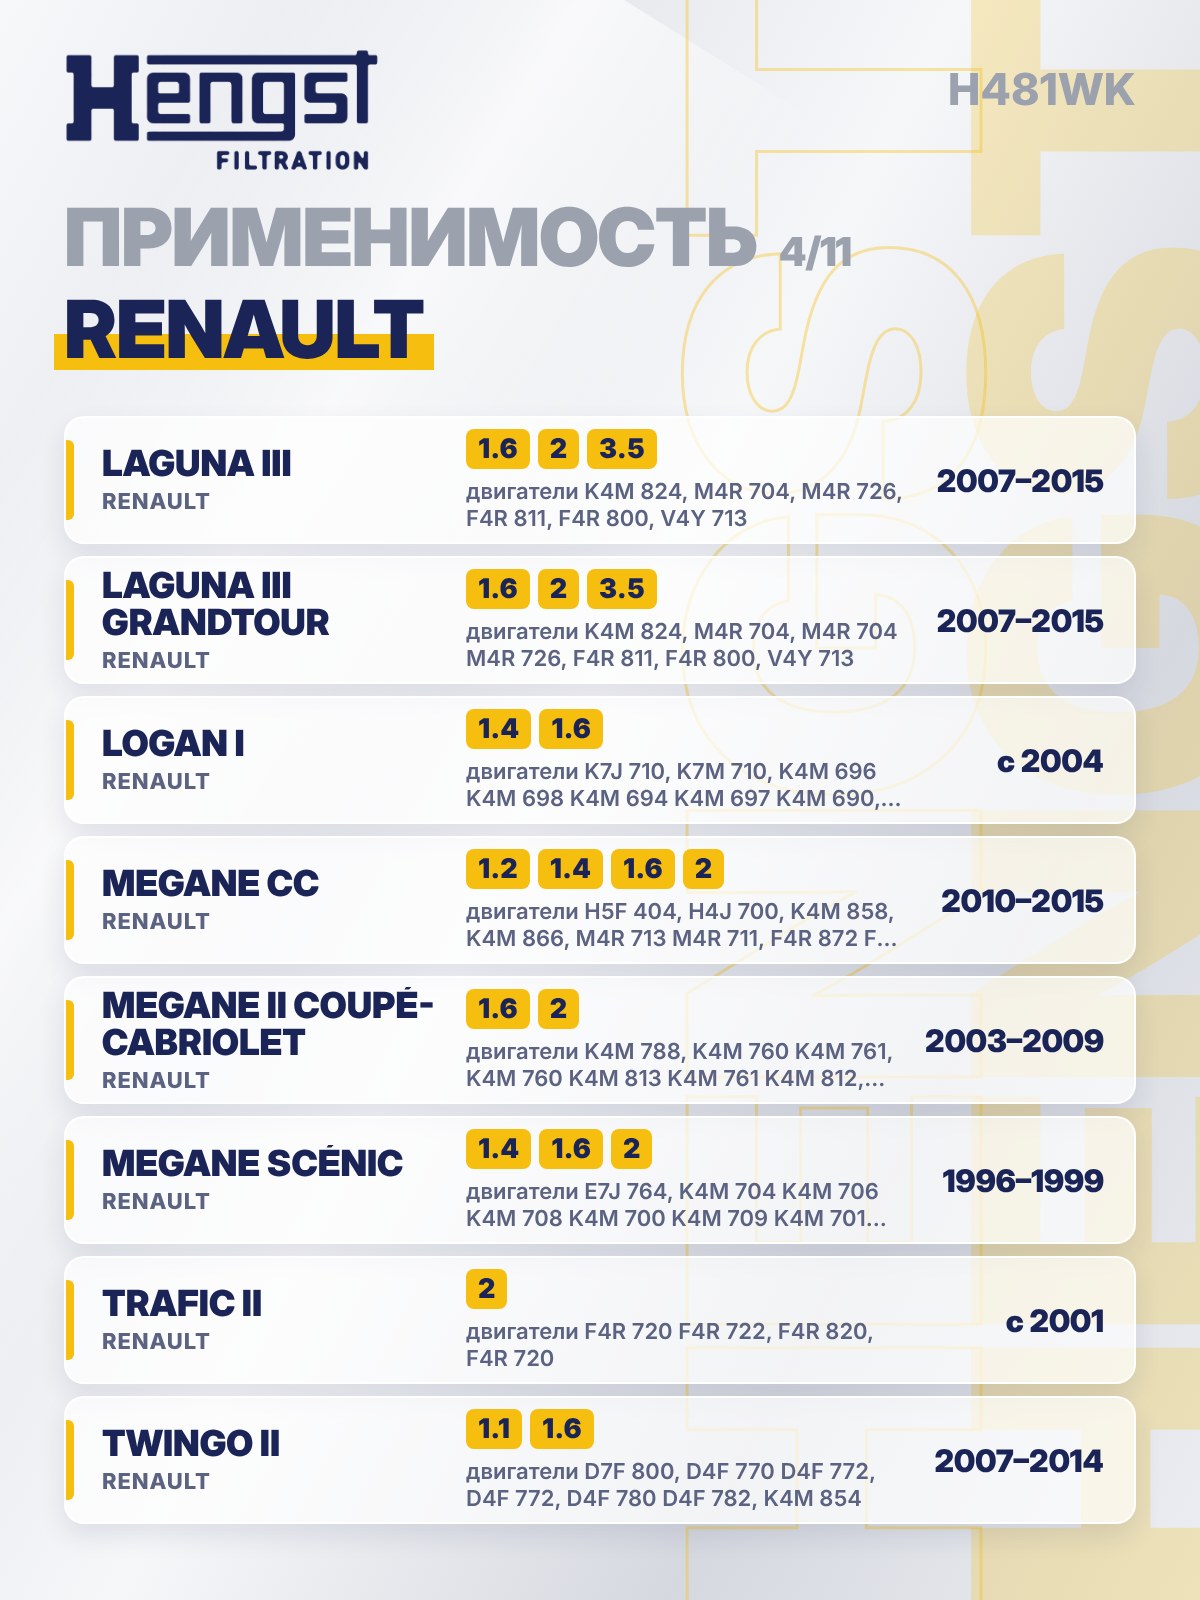 Hengst
FILTRATION
H481WK
ПРИМЕНИМОСТЬ 4/11
RENAULT
LAGUNA III
RENAULT
1.6 2 3.5
двигатели K4M 824, M4R 704, M4R 726,
F4R 811, F4R 800, V4Y 713
2007–2015
LAGUNA III
GRANDTOUR
RENAULT
1.6 2 3.5
двигатели K4M 824, M4R 704, M4R 704
M4R 726, F4R 811, F4R 800, V4Y 713
2007–2015
LOGAN I
RENAULT
1.4 1.6
двигатели K7J 710, K7M 710, K4M 696
K4M 698 K4M 694 K4M 697 K4M 690,...
с 2004
MEGANE CC
RENAULT
1.2 1.4 1.6 2
двигатели H5F 404, H4J 700, K4M 858,
K4M 866, M4R 713 M4R 711, F4R 872 F...
2010–2015
MEGANE II COUPÉ-
CABRIOLET
RENAULT
1.6 2
двигатели K4M 788, K4M 760 K4M 761,
K4M 760 K4M 813 K4M 761 K4M 812,...
2003–2009
MEGANE SCÉNIC
RENAULT
1.4 1.6 2
двигатели E7J 764, K4M 704 K4M 706
K4M 708 K4M 700 K4M 709 K4M 701...
1996–1999
TRAFIC II
RENAULT
2
двигатели F4R 720 F4R 722, F4R 820,
F4R 720
с 2001
TWINGO II
RENAULT
1.1 1.6
двигатели D7F 800, D4F 770 D4F 772,
D4F 772, D4F 780 D4F 782, K4M 854
2007–2014